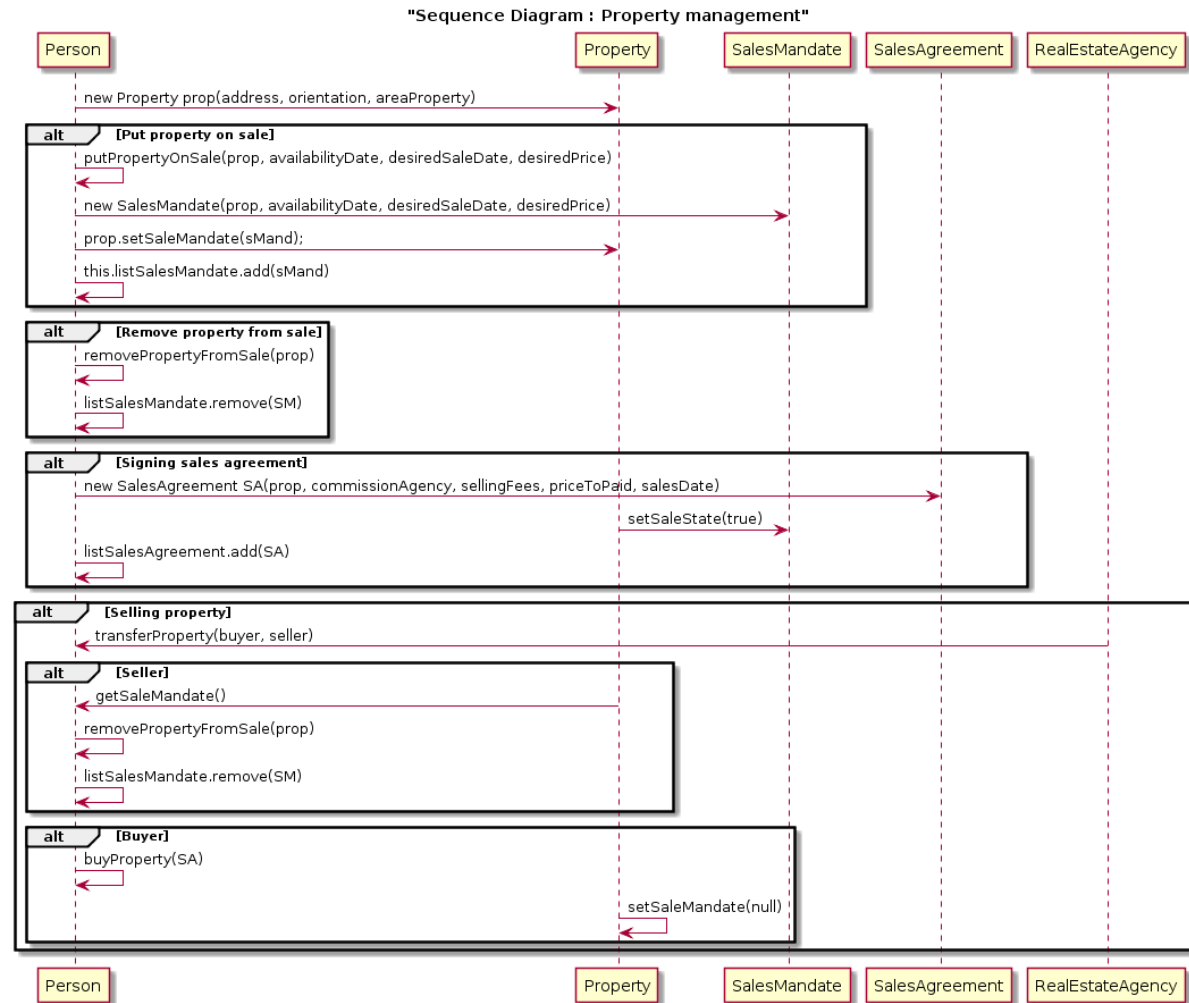 "Sequence Diagram : Property management"
Person Property SalesMandate SalesAgreement RealEstateAgency
new Property prop(address, orientation, areaProperty)
alt [Put property on sale]
putPropertyOnSale(prop, availabilityDate, desiredSaleDate, desiredPrice)
new SalesMandate(prop, availabilityDate, desiredSaleDate, desiredPrice)
prop.setSaleMandate(sMand);
this.listSalesMandate.add(sMand)
alt [Remove property from sale]
removePropertyFromSale(prop)
listSalesMandate.remove(SM)
alt [Signing sales agreement]
new SalesAgreement SA(prop, commissionAgency, sellingFees, priceToPaid, salesDate)
setSaleState(true)
listSalesAgreement.add(SA)
alt [Selling property]
transferProperty(buyer, seller)
alt [Seller]
getSaleMandate()
removePropertyFromSale(prop)
listSalesMandate.remove(SM)
alt [Buyer]
buyProperty(SA)
setSaleMandate(null)
Person Property SalesMandate SalesAgreement RealEstateAgency